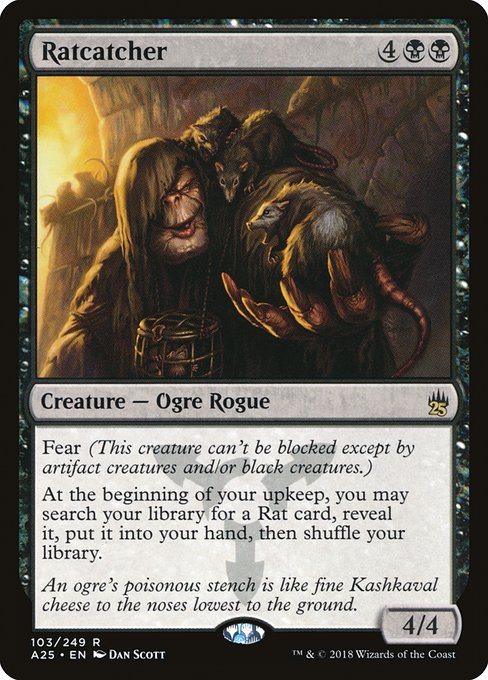 Ratcatcher 4
Creature — Ogre Rogue
25
Fear (This creature can't be blocked except by
artifact creatures and/or black creatures.)
At the beginning of your upkeep, you may
search your library for a Rat card, reveal
it, put it into your hand, then shuffle your
library.
An ogre's poisonous stench is like fine Kashkaval
cheese to the noses lowest to the ground.
4/4
103/249 R
A25 • EN Dan Scott
™ & © 2018 Wizards of the Coast